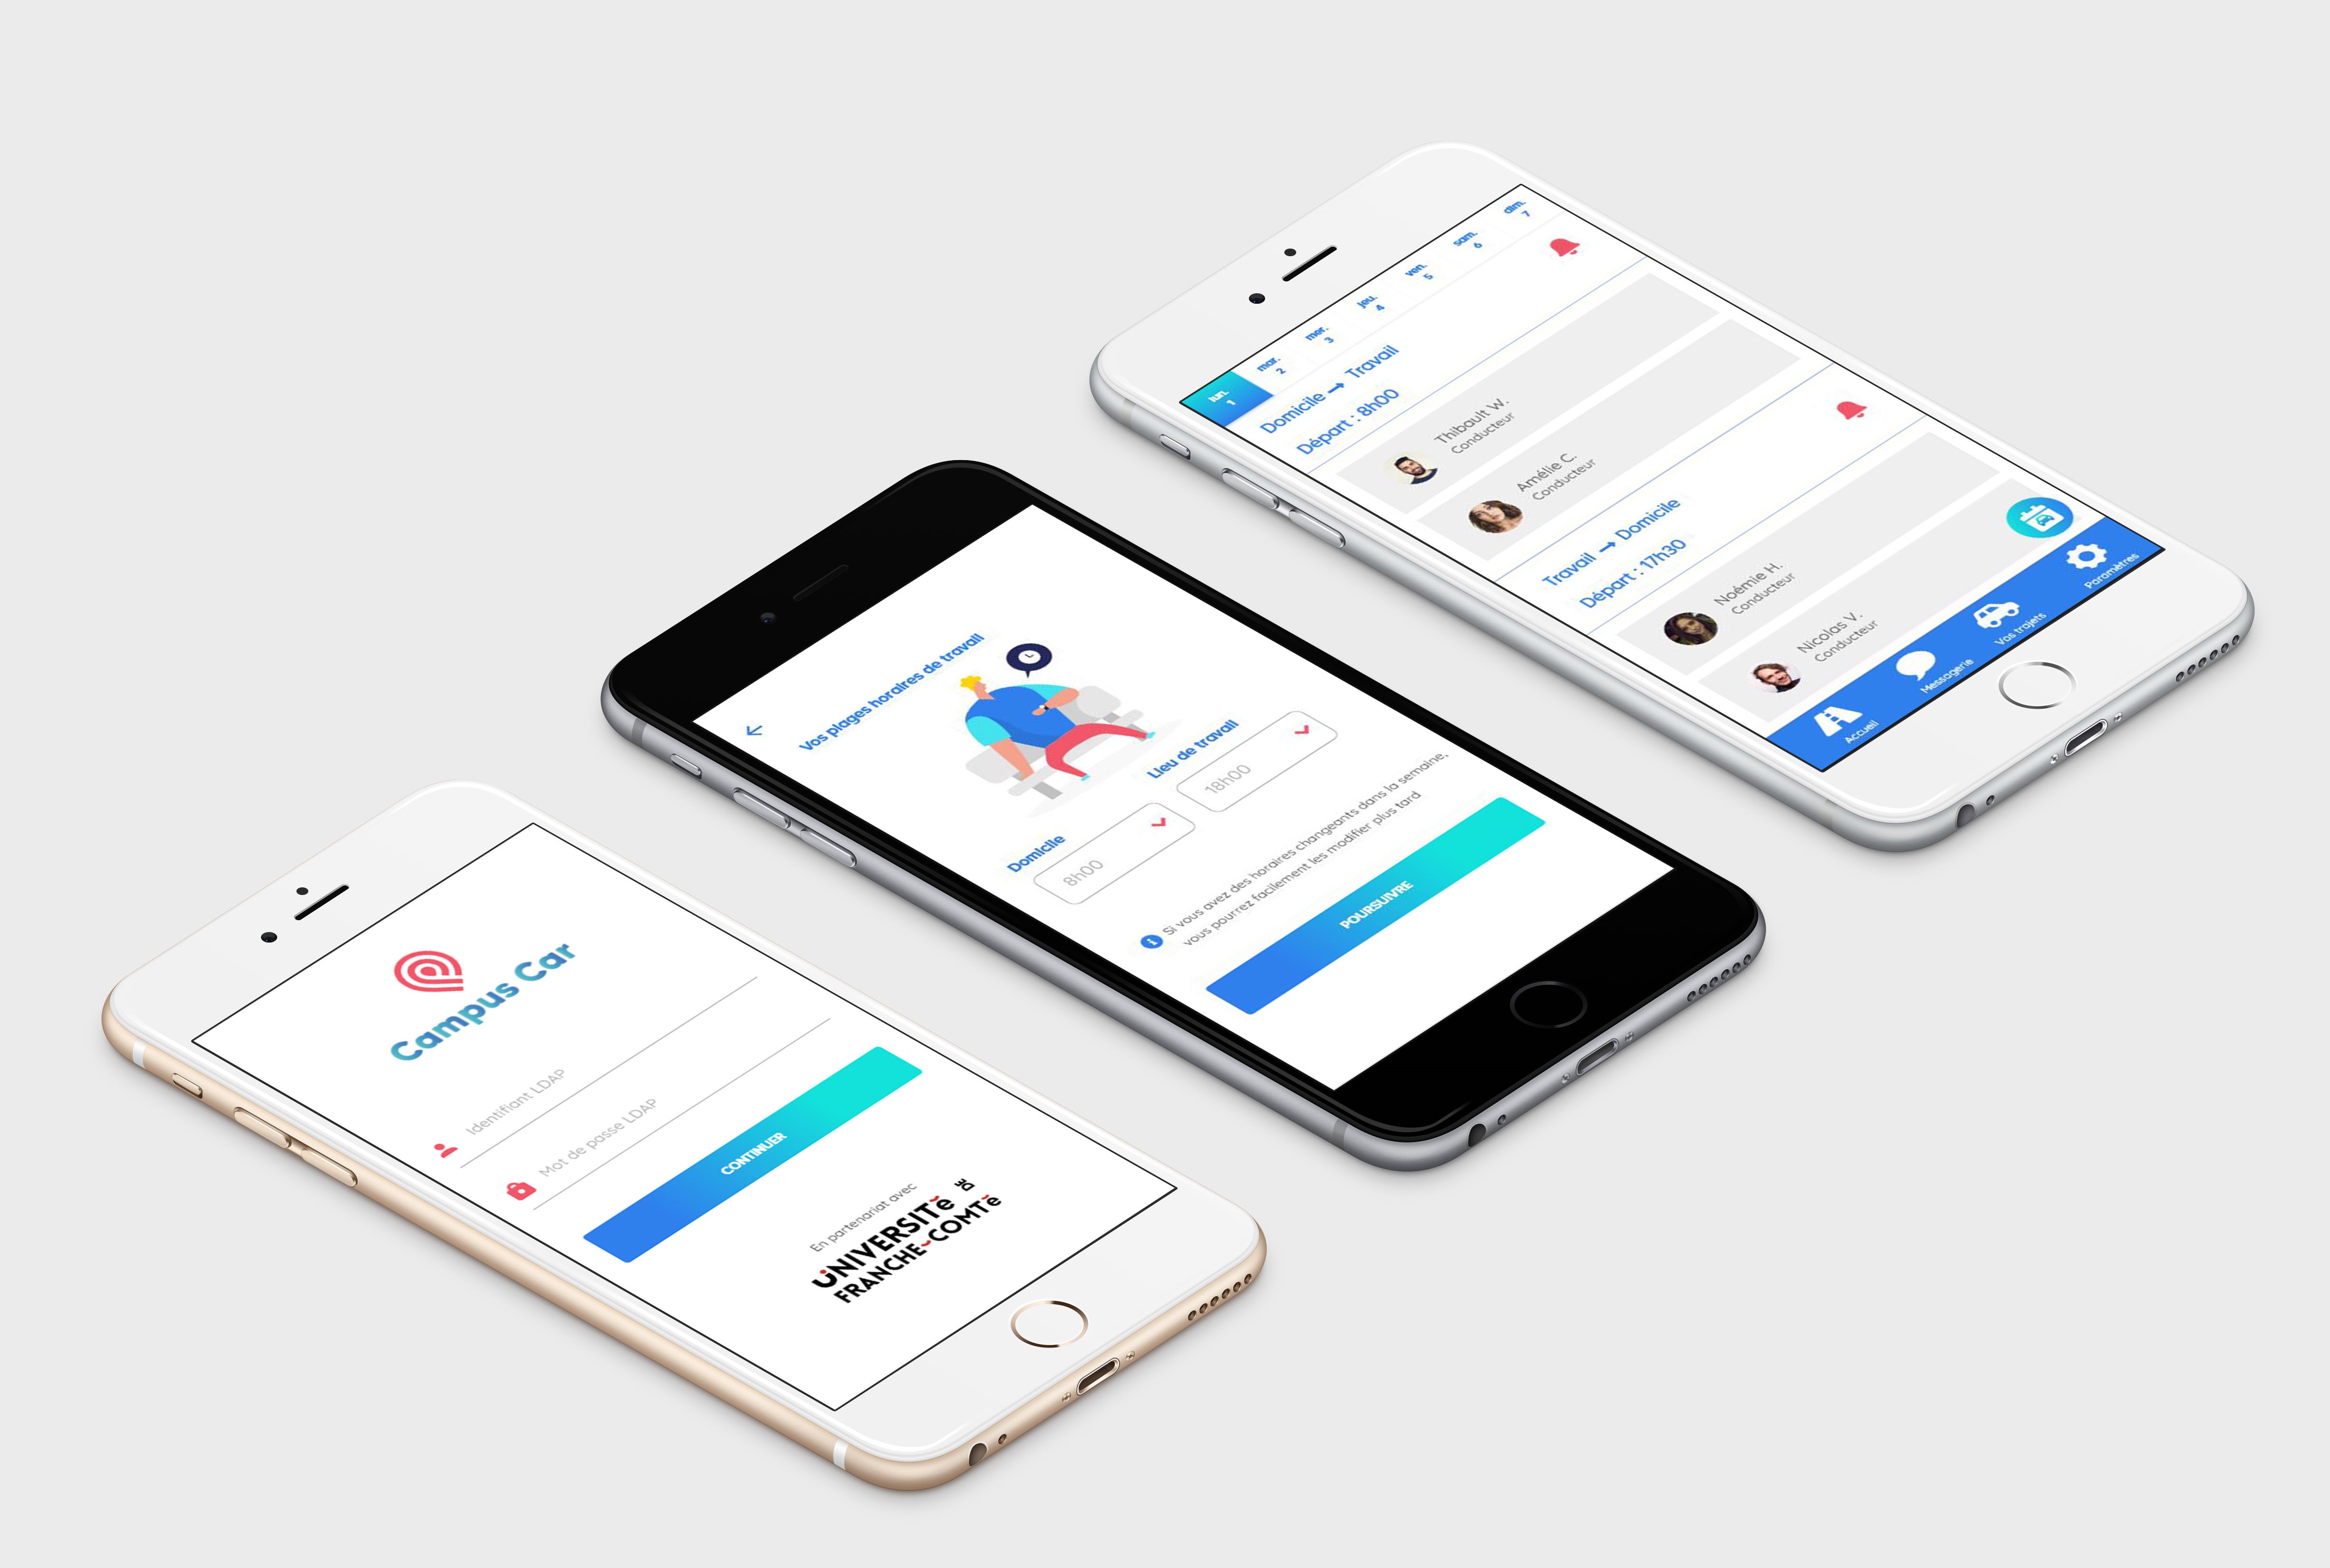 Campus Car
Identifiant LDAP
Mot de passe LDAP
CONTINUER
En partenariat avec
UNIVERSITĒ DE
FRANCHE-COMTĒ
Vos plages horaires de travail
Domicile
8h00
Lieu de travail
18h00
Si vous avez des horaires changeants dans la semaine,
vous pourrez facilement les modifier plus tard
POURSUIVRE
lun. mar. mer. jeu. ven. sam. dim.
1 2 3 4 5 6 7
Domicile → Travail
Départ : 8h00
Thibault W.
Conducteur
Amélie C.
Conducteur
Travail → Domicile
Départ : 17h30
Noémie H.
Conducteur
Nicolas V.
Conducteur
Accueil Messagerie Vos trajets Paramètres